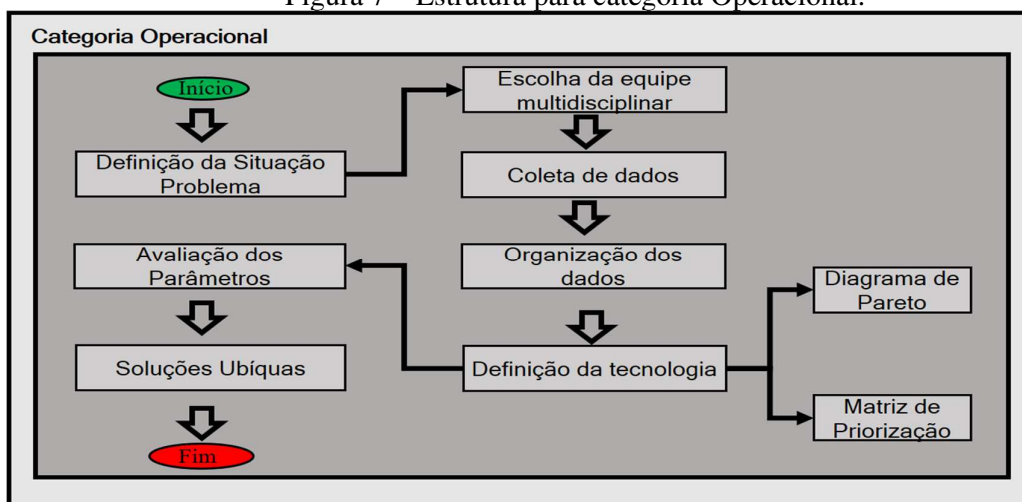 Figura 7 – Estrutura para categoria Operacional.
Categoria Operacional
Início
Definição da Situação
Problema
Escolha da equipe
multidisciplinar
Coleta de dados
Organização dos
dados
Definição da tecnologia
Diagrama de
Pareto
Matriz de
Priorização
Avaliação dos
Parâmetros
Soluções Ubíquas
Fim